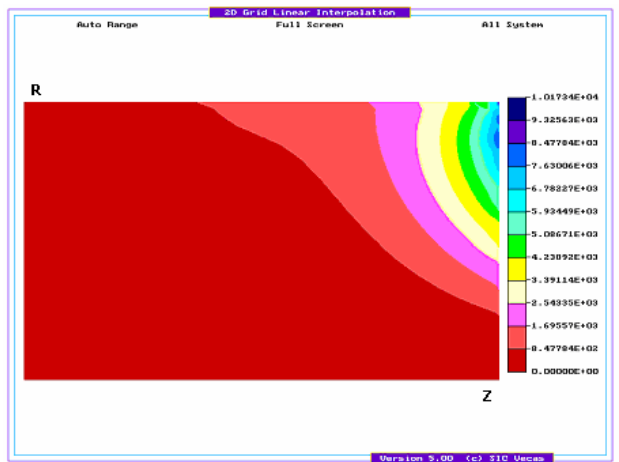 2D Grid Linear Interpolation
Auto Range Full Screen All System
R
1.01734E+04
9.32563E+03
8.47784E+03
7.63006E+03
6.78227E+03
5.93449E+03
5.08671E+03
4.23892E+03
3.39114E+03
2.54335E+03
1.69557E+03
8.47784E+02
0.00000E+00
Z
Version 5.00 (c) SIC Vecas